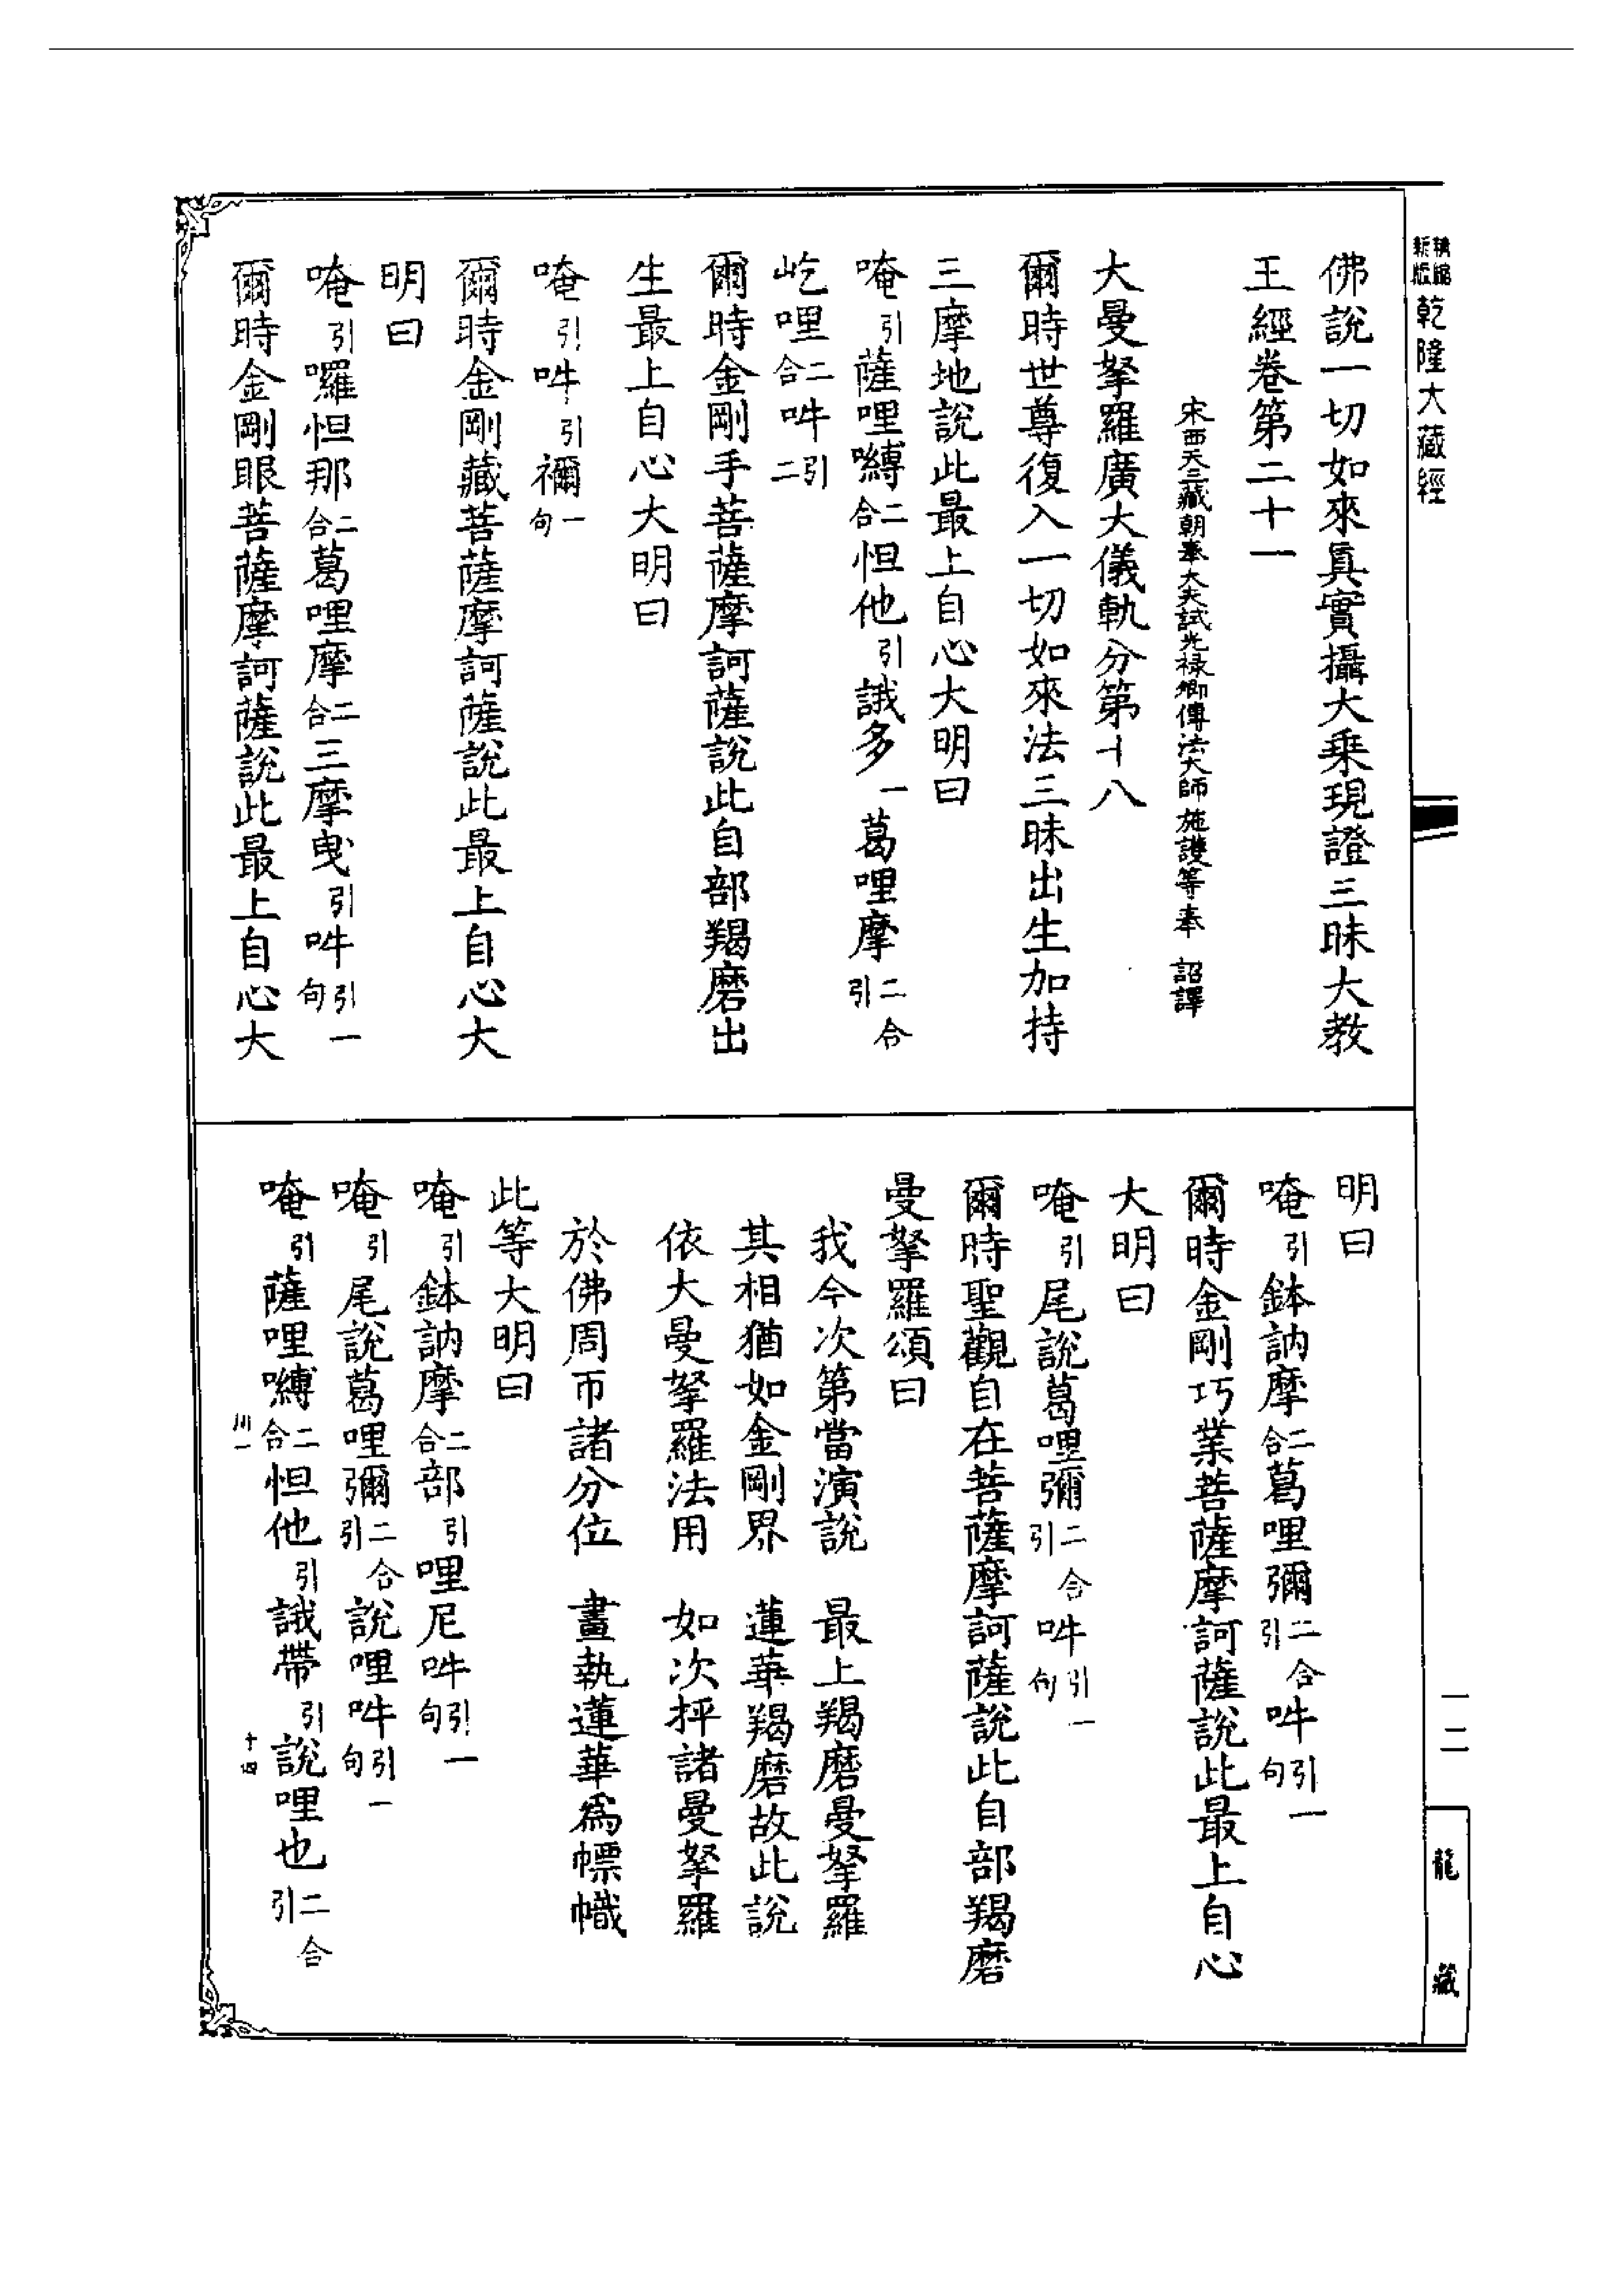 精編新版乾隆大藏經
佛說一切如來真實攝大乘現證三昧大教
王經卷第二十一
宋西天三藏朝奉大夫試光祿卿傳法大師施護等奉 詔譯
大曼拏羅廣大儀軌分第十八
爾時世尊復入一切如來法三昧出生加持
三摩地說此最上自心大明曰
唵引薩哩嚩二合怛他引誐多一葛哩摩二合引
屹哩二合吽引二
爾時金剛手菩薩摩訶薩說此自部羯磨出
生最上自心大明曰
唵引吽引禰一句
爾時金剛藏菩薩摩訶薩說此最上自心大
明曰
唵引囉怛那二合葛哩摩二合三摩曳引吽引一句
爾時金剛眼菩薩摩訶薩說此最上自心大
明曰
唵引鉢訥摩二合葛哩彌二合引吽引一句
爾時金剛巧業菩薩摩訶薩說此最上自心
大明曰
唵引尾說葛哩彌二合引吽引一句
爾時聖觀自在菩薩摩訶薩說此自部羯磨
曼拏羅頌曰
我今次第當演說 最上羯磨曼拏羅
其相猶如金剛界 蓮華羯磨故此說
依大曼拏羅法用 如次抨諸曼拏羅
於佛周帀諸分位 畫執蓮華為幖幟
此等大明曰
唵引鉢訥摩二合部引哩尼吽引一句
唵引尾說葛哩彌二合引說哩吽引一句
唵引薩哩嚩二合怛他引誐帶引說哩也二合引
川一
十四
一二
龍藏